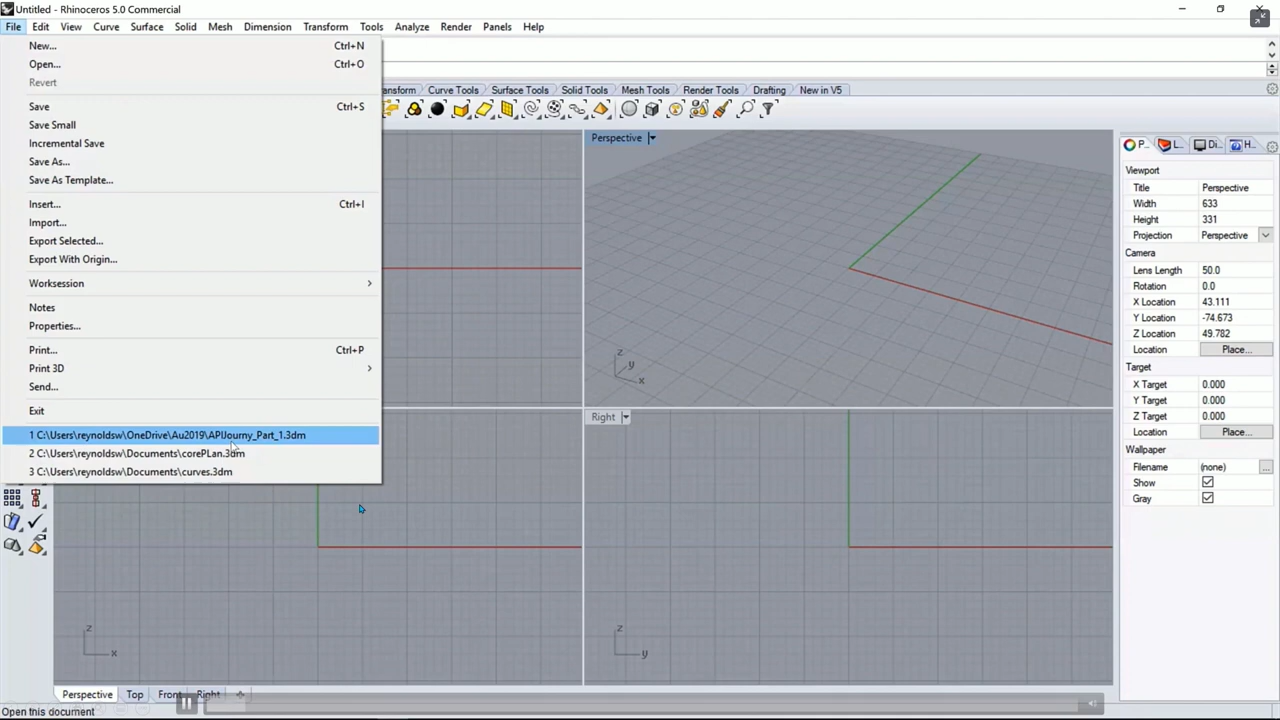 Untitled - Rhinoceros 5.0 Commercial
File Edit View Curve Surface Solid Mesh Dimension Transform Tools Analyze Render Panels Help
New... Ctrl+N
Open... Ctrl+O
Revert
Save Ctrl+S
Save Small
Incremental Save
Save As...
Save As Template...
Insert... Ctrl+I
Import...
Export Selected...
Export With Origin...
Worksession
Notes
Properties...
Print... Ctrl+P
Print 3D
Send...
Exit
1 C:\Users\reynoldsw\OneDrive\Au2019\APIJourny_Part_1.3dm
2 C:\Users\reynoldsw\Documents\corePLan.3dm
3 C:\Users\reynoldsw\Documents\curves.3dm
ansform Curve Tools Surface Tools Solid Tools Mesh Tools Render Tools Drafting New in V5
Perspective
z
y
x
Right
z
x
z
y
P... L... Di... H...
Viewport
Title Perspective
Width 633
Height 331
Projection Perspective
Camera
Lens Length 50.0
Rotation 0.0
X Location 43.111
Y Location -74.673
Z Location 49.782
Location Place...
Target
X Target 0.000
Y Target 0.000
Z Target 0.000
Location Place...
Wallpaper
Filename (none) ...
Show
Gray
Perspective Top Front Right
Open this document